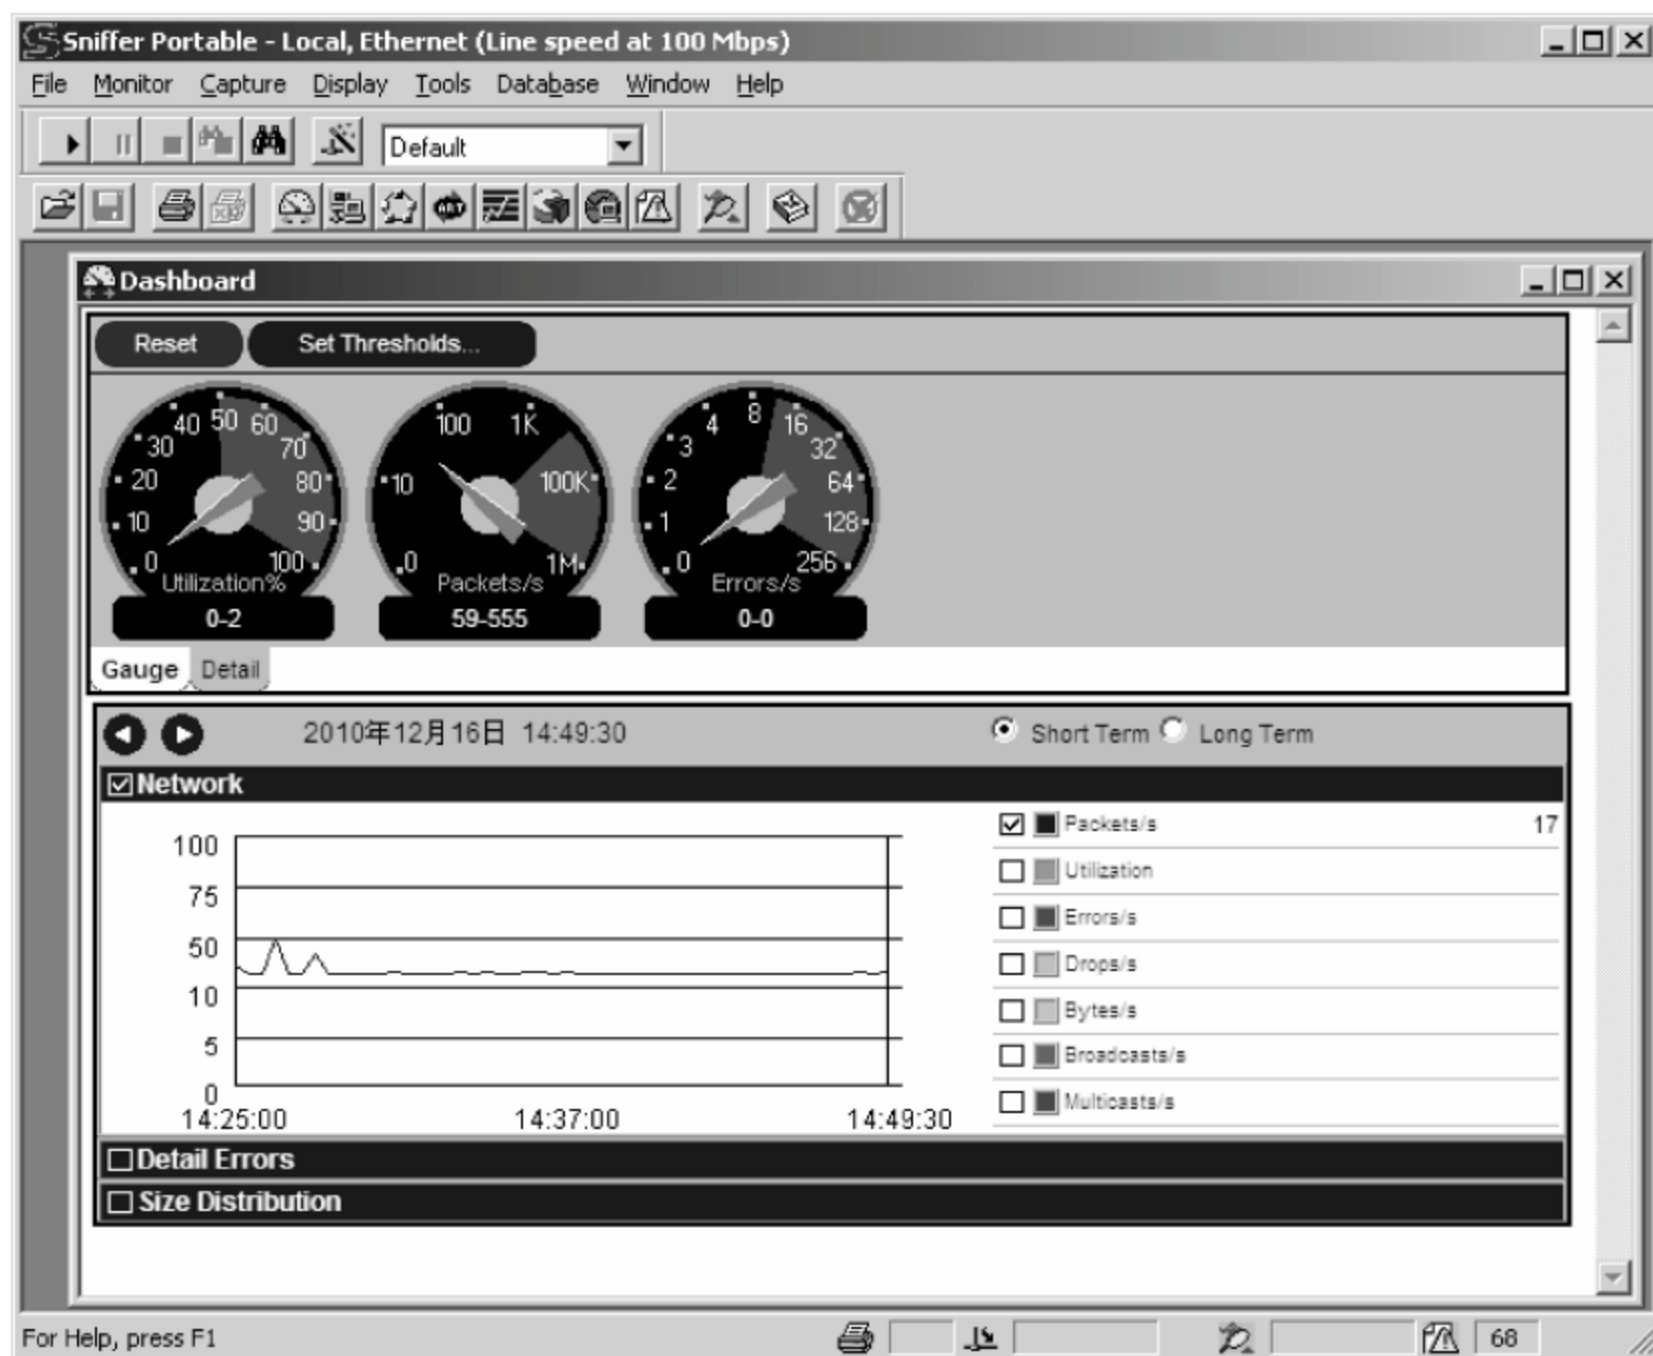 Sniffer Portable - Local, Ethernet (Line speed at 100 Mbps)
File Monitor Capture Display Tools Database Window Help
Default
ART
Dashboard
Reset Set Thresholds...
0 10 20 30 40 50 60 70 80 90 100
Utilization%
0-2
0 10 100 1K 100K 1M
Packets/s
59-555
0 1 2 3 4 8 16 32 64 128 256
Errors/s
0-0
Gauge Detail
2010年12月16日 14:49:30 Short Term Long Term
Network
100
75
50
10
5
0
14:25:00 14:37:00 14:49:30
Packets/s 17
Utilization
Errors/s
Drops/s
Bytes/s
Broadcasts/s
Multicasts/s
Detail Errors
Size Distribution
For Help, press F1 68